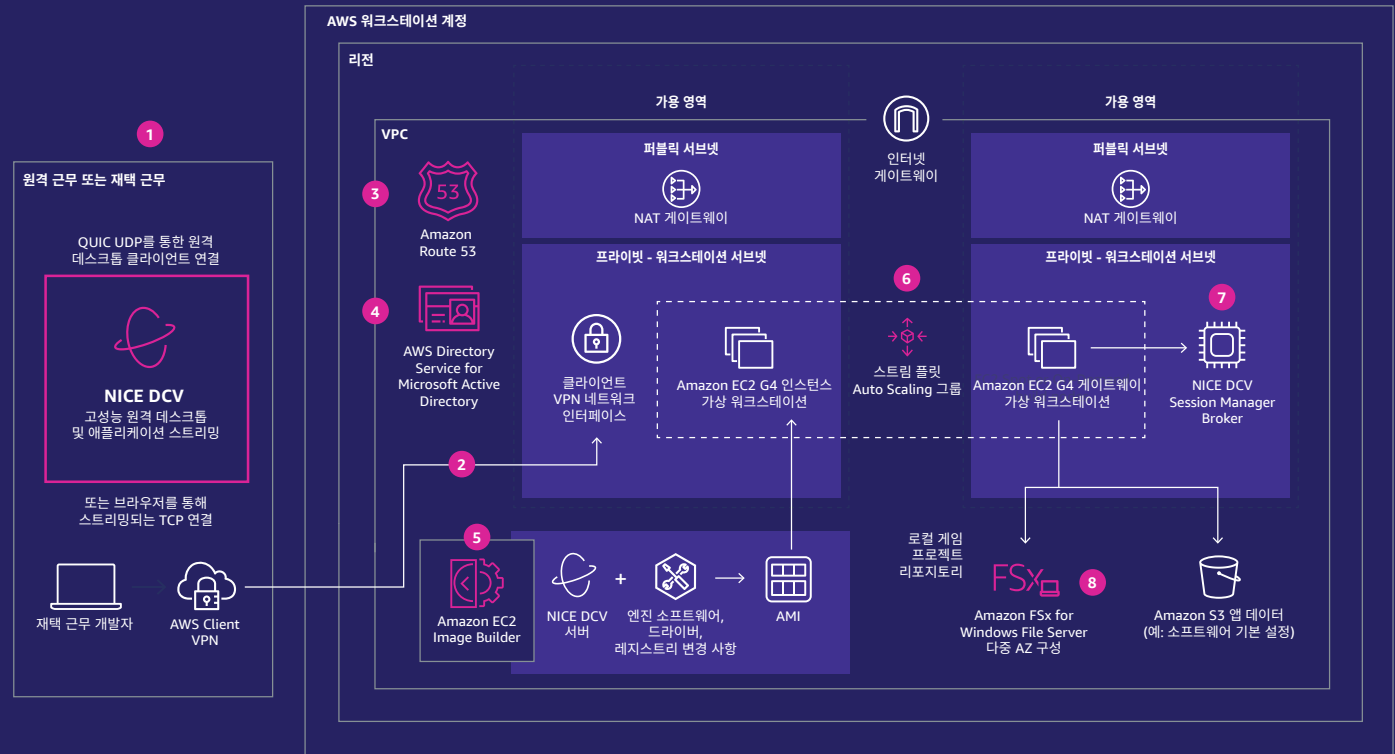 AWS 워크스테이션 계정
리전
가용 영역
가용 영역
인터넷
게이트웨이
VPC
1
원격 근무 또는 재택 근무
QUIC UDP를 통한 원격
데스크톱 클라이언트 연결
NICE DCV
고성능 원격 데스크톱
및 애플리케이션 스트리밍
또는 브라우저를 통해
스트리밍되는 TCP 연결
재택 근무 개발자
AWS Client
VPN
2
3
53
Amazon
Route 53
4
AWS Directory
Service for
Microsoft Active
Directory
퍼블릭 서브넷
NAT 게이트웨이
프라이빗 - 워크스테이션 서브넷
클라이언트
VPN 네트워크
인터페이스
Amazon EC2 G4 인스턴스
가상 워크스테이션
6
스트림 플릿
Auto Scaling 그룹
퍼블릭 서브넷
NAT 게이트웨이
프라이빗 - 워크스테이션 서브넷
Amazon EC2 G4 게이트웨이
가상 워크스테이션
7
NICE DCV
Session Manager
Broker
5
Amazon EC2
Image Builder
NICE DCV
서버
+
엔진 소프트웨어,
드라이버,
레지스트리 변경 사항
AMI
로컬 게임
프로젝트
리포지토리
FSx
8
Amazon FSx for
Windows File Server
다중 AZ 구성
Amazon S3 앱 데이터
(예: 소프트웨어 기본 설정)